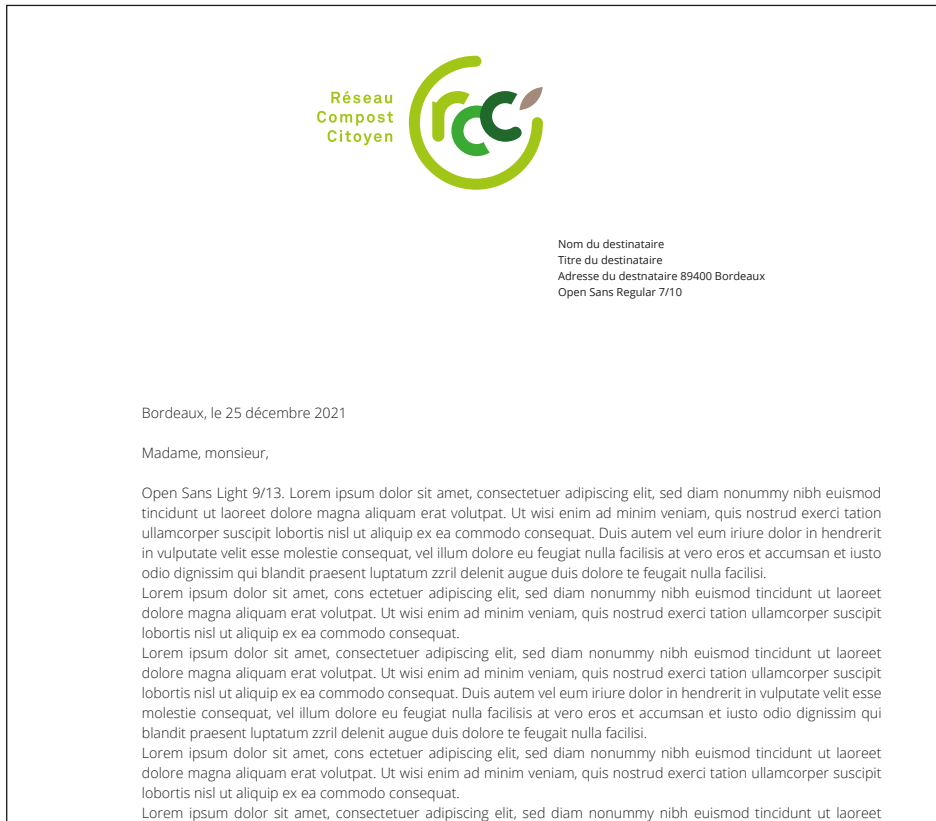 Réseau
Compost
Citoyen
rcc
Nom du destinataire
Titre du destinataire
Adresse du destnataire 89400 Bordeaux
Open Sans Regular 7/10
Bordeaux, le 25 décembre 2021
Madame, monsieur,
Open Sans Light 9/13. Lorem ipsum dolor sit amet, consectetuer adipiscing elit, sed diam nonummy nibh euismod
tincidunt ut laoreet dolore magna aliquam erat volutpat. Ut wisi enim ad minim veniam, quis nostrud exerci tation
ullamcorper suscipit lobortis nisl ut aliquip ex ea commodo consequat. Duis autem vel eum iriure dolor in hendrerit
in vulputate velit esse molestie consequat, vel illum dolore eu feugiat nulla facilisis at vero eros et accumsan et iusto
odio dignissim qui blandit praesent luptatum zzril delenit augue duis dolore te feugait nulla facilisi.
Lorem ipsum dolor sit amet, cons ectetuer adipiscing elit, sed diam nonummy nibh euismod tincidunt ut laoreet
dolore magna aliquam erat volutpat. Ut wisi enim ad minim veniam, quis nostrud exerci tation ullamcorper suscipit
lobortis nisl ut aliquip ex ea commodo consequat.
Lorem ipsum dolor sit amet, consectetuer adipiscing elit, sed diam nonummy nibh euismod tincidunt ut laoreet
dolore magna aliquam erat volutpat. Ut wisi enim ad minim veniam, quis nostrud exerci tation ullamcorper suscipit
lobortis nisl ut aliquip ex ea commodo consequat. Duis autem vel eum iriure dolor in hendrerit in vulputate velit esse
molestie consequat, vel illum dolore eu feugiat nulla facilisis at vero eros et accumsan et iusto odio dignissim qui
blandit praesent luptatum zzril delenit augue duis dolore te feugait nulla facilisi.
Lorem ipsum dolor sit amet, cons ectetuer adipiscing elit, sed diam nonummy nibh euismod tincidunt ut laoreet
dolore magna aliquam erat volutpat. Ut wisi enim ad minim veniam, quis nostrud exerci tation ullamcorper suscipit
lobortis nisl ut aliquip ex ea commodo consequat.
Lorem ipsum dolor sit amet, consectetuer adipiscing elit, sed diam nonummy nibh euismod tincidunt ut laoreet